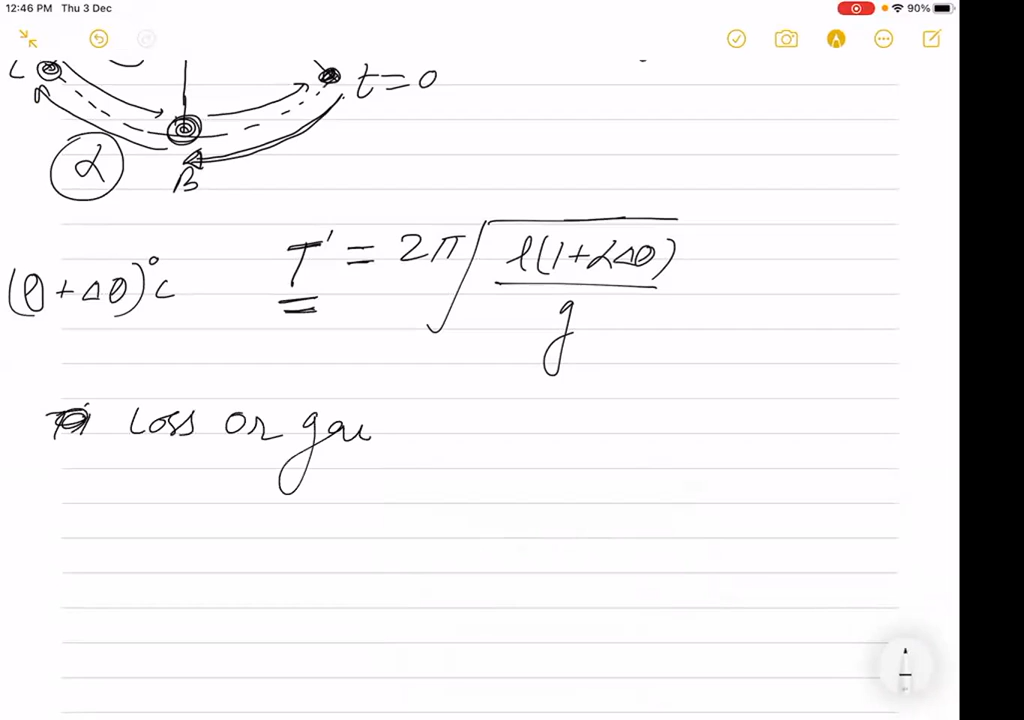 12:46 PM Thu 3 Dec
90%
C
t = 0
α
B
(θ + Δθ)°C
T' = 2π√(l(1+αΔθ)/g)
Loss or gai